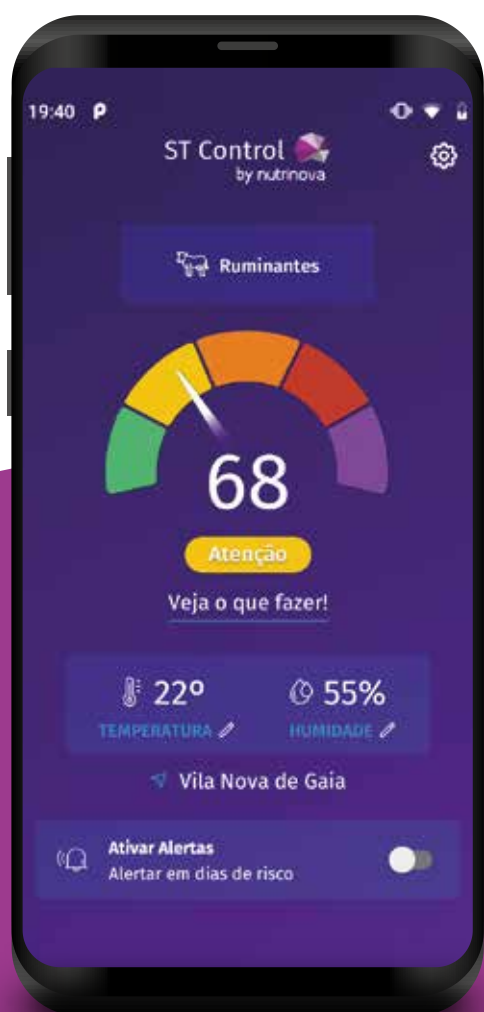 19:40
ST Control
by nutrinova
Ruminantes
68
Atenção
Veja o que fazer!
22º 55%
TEMPERATURA HUMIDADE
Vila Nova de Gaia
Ativar Alertas
Alertar em dias de risco